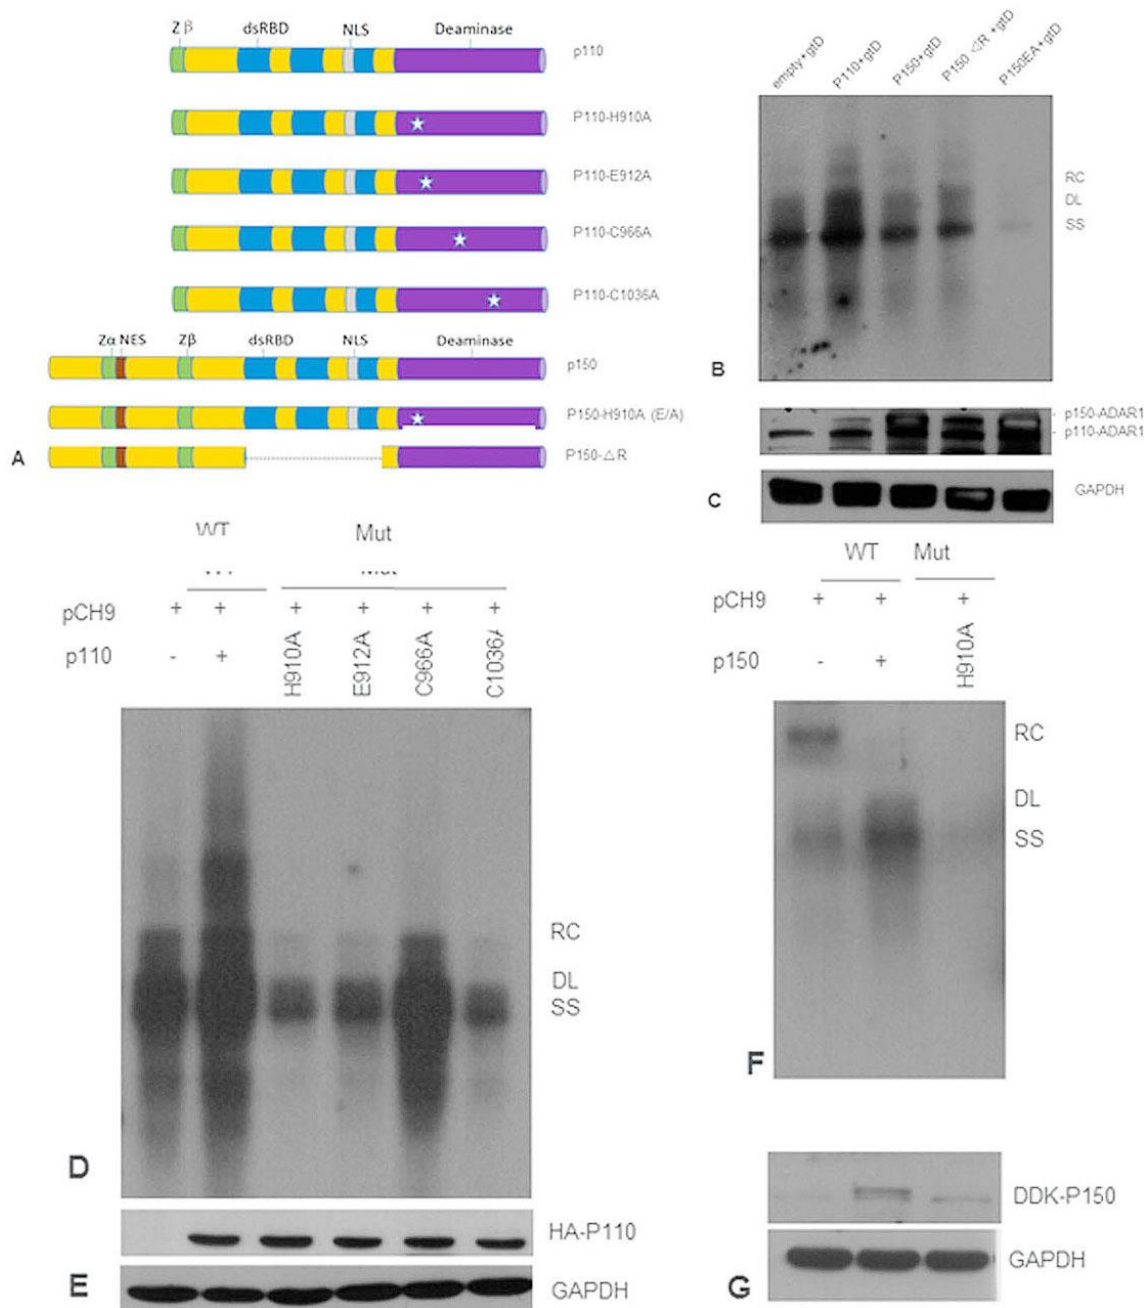 Z β dsRBD NLS Deaminase
p110
P110-H910A
P110-E912A
P110-C966A
P110-C1036A
Zα NES Zβ dsRBD NLS Deaminase
p150
P150-H910A (E/A)
P150-△R
A
empty+gtD P110+gtD P150+gtD P150 ◁R +gtD P150EA+gtD
RC
DL
SS
B
p150-ADAR1
p110-ADAR1
C
GAPDH
WT Mut
pCH9 + + + + + +
p110 - + H910A E912A C966A C1036A
RC
DL
SS
D
HA-P110
E
GAPDH
WT Mut
pCH9 + + +
p150 - + H910A
RC
DL
SS
F
DDK-P150
G
GAPDH